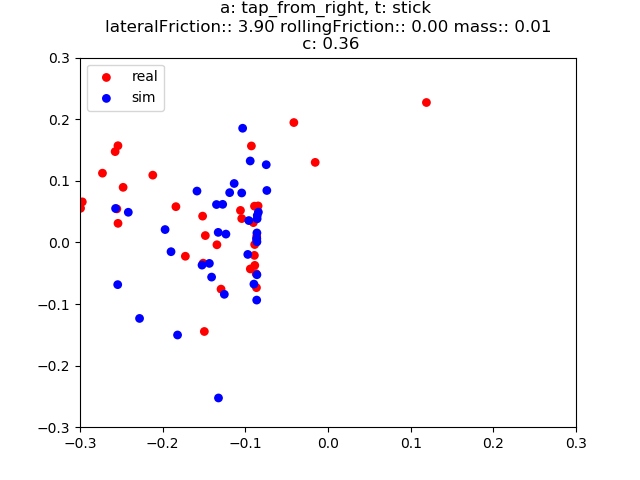 a: tap_from_right, t: stick
lateralFriction:: 3.90 rollingFriction:: 0.00 mass:: 0.01
c: 0.36
real
sim
0.3
0.2
0.1
0.0
−0.1
−0.2
−0.3
−0.3 −0.2 −0.1 0.0 0.1 0.2 0.3